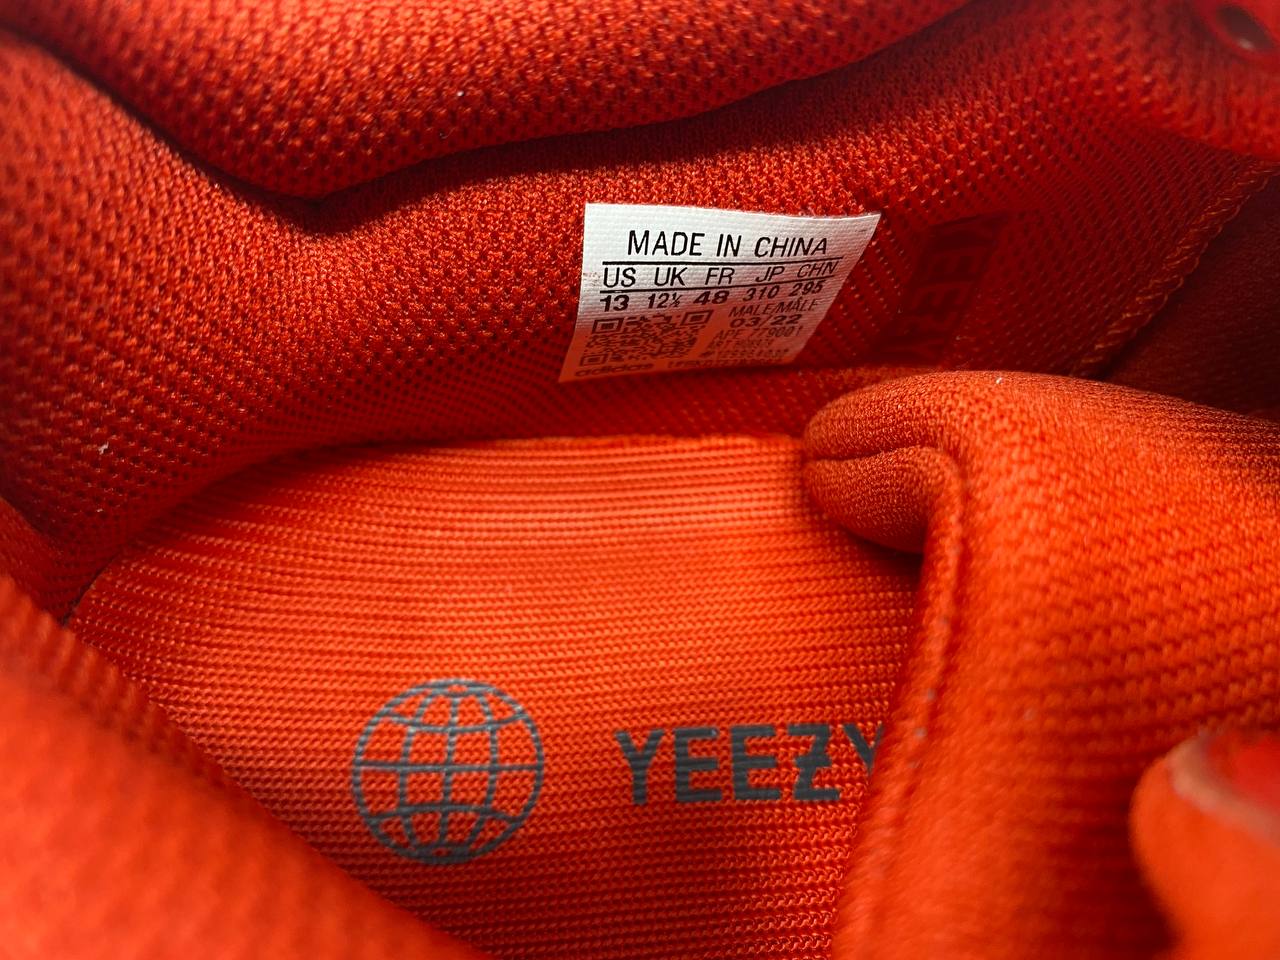 MADE IN CHINA
US UK FR JP CHN
13 12½ 48 310 295
MALE/MÂLE
03/22
adidas
YEEZY